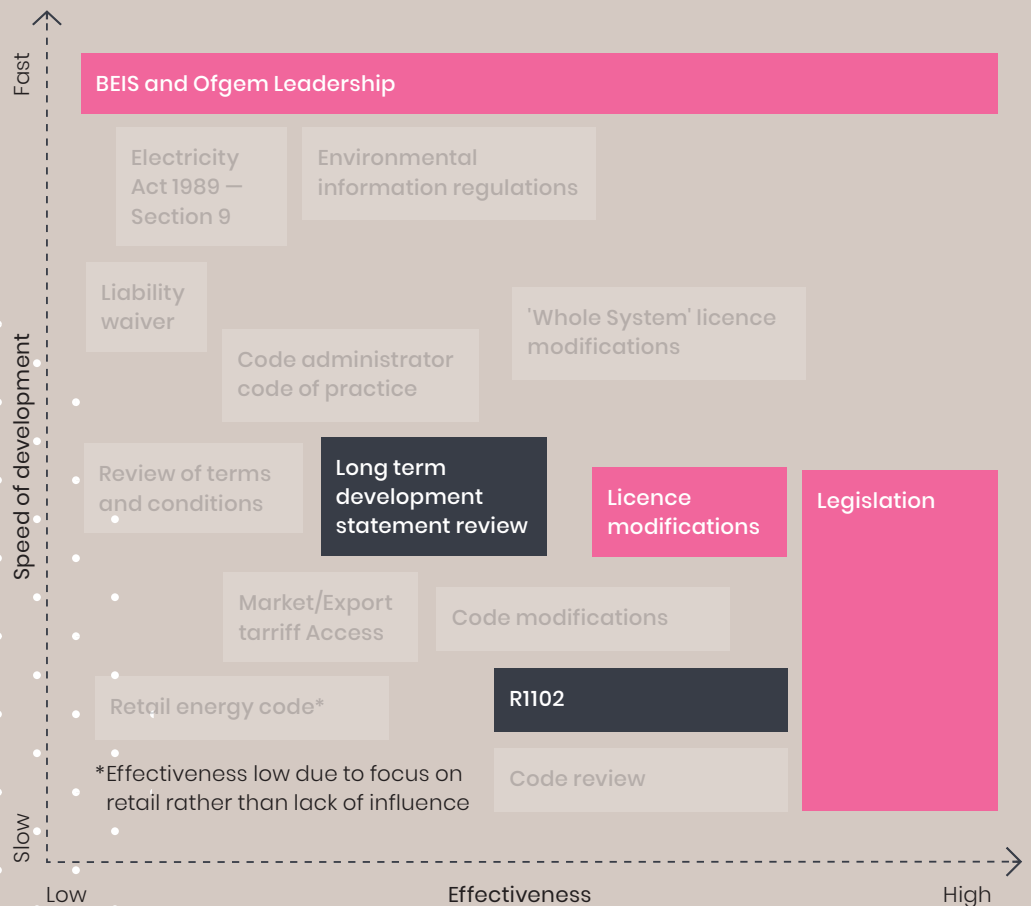 Fast
BEIS and Ofgem Leadership
Electricity
Act 1989 —
Section 9
Environmental
information regulations
Liability
waiver
'Whole System' licence
modifications
Code administrator
code of practice
Speed of development
Review of terms
and conditions
Long term
development
statement review
Licence
modifications
Legislation
Market/Export
tarriff Access
Code modifications
Retail energy code*
R1102
*Effectiveness low due to focus on
retail rather than lack of influence
Code review
Slow
Low
Effectiveness
High